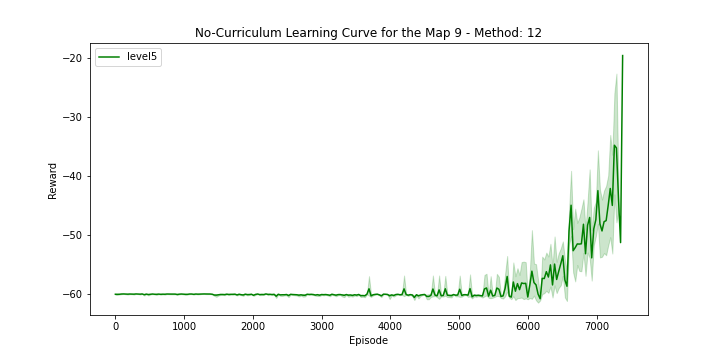 No-Curriculum Learning Curve for the Map 9 - Method: 12
level5
Reward
−20
−30
−40
−50
−60
0 1000 2000 3000 4000 5000 6000 7000
Episode